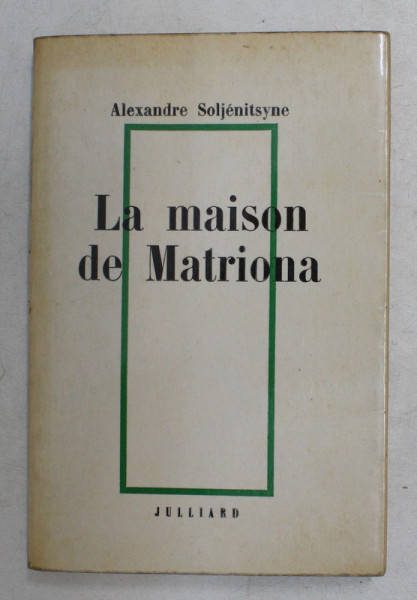 Alexandre Soljénitsyne
La maison
de Matriona
JULLIARD